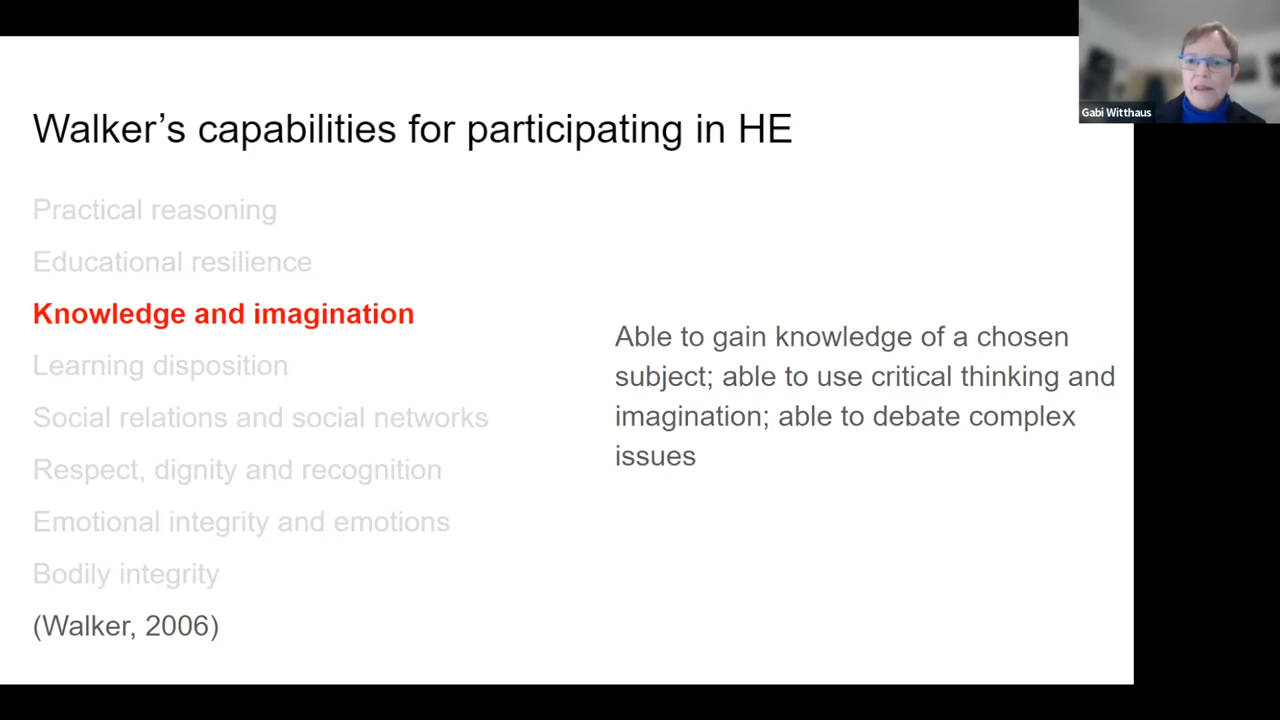 Gabi Witthaus
Walker’s capabilities for participating in HE
Practical reasoning
Educational resilience
Knowledge and imagination
Learning disposition
Social relations and social networks
Respect, dignity and recognition
Emotional integrity and emotions
Bodily integrity
(Walker, 2006)
Able to gain knowledge of a chosen
subject; able to use critical thinking and
imagination; able to debate complex
issues